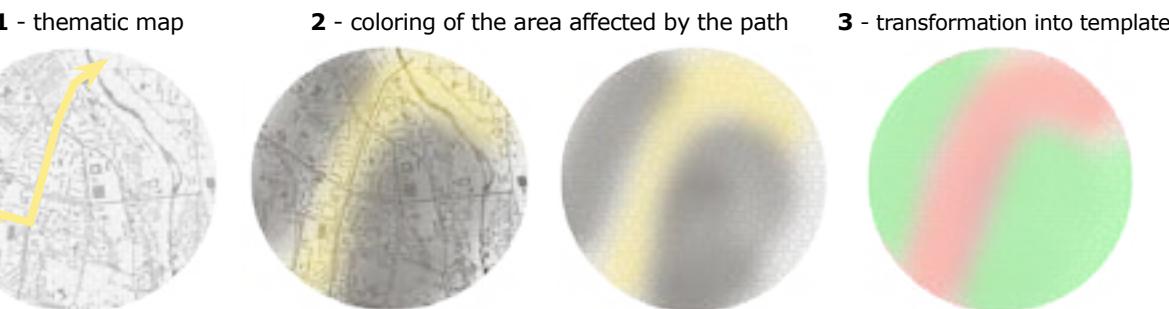 1 - thematic map
2 - coloring of the area affected by the path
3 - transformation into template